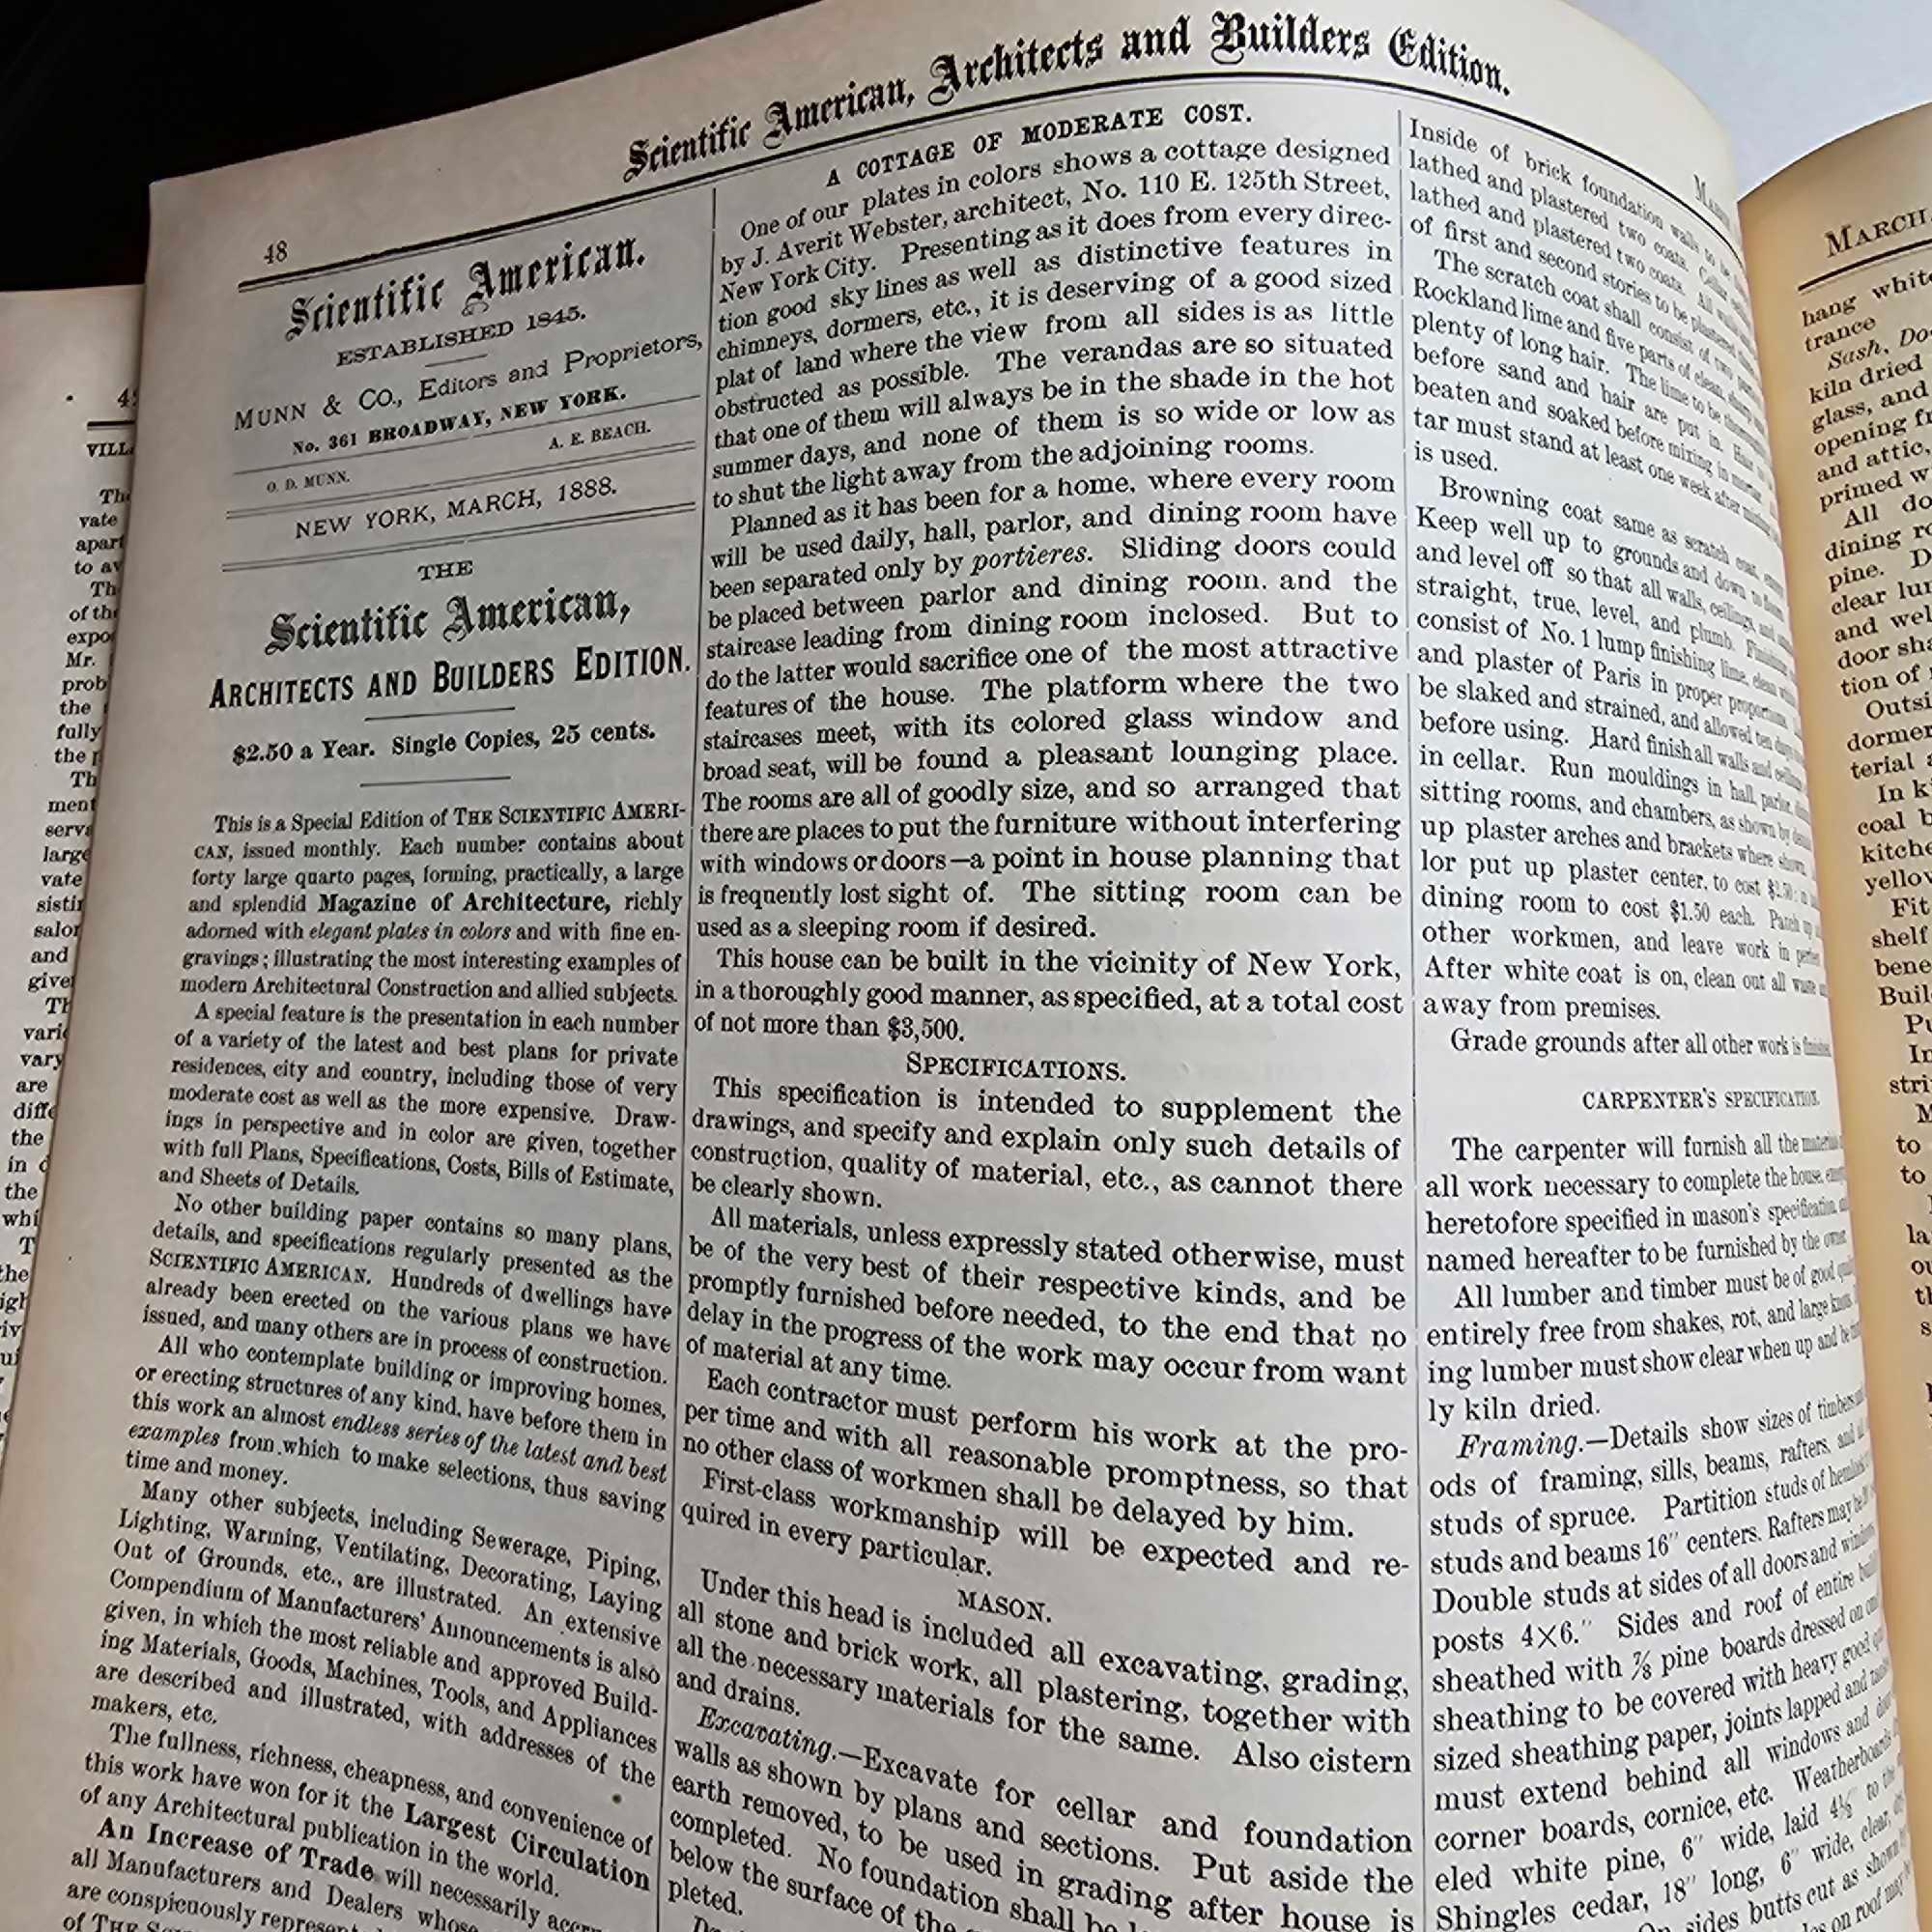 Scientific American, Architects and Builders Edition.
48
Scientific American.
ESTABLISHED 1845.
MUNN & CO., Editors and Proprietors,
No. 361 BROADWAY, NEW YORK.
O. D. MUNN. A. E. BEACH.
NEW YORK, MARCH, 1888.
THE
Scientific American,
ARCHITECTS AND BUILDERS EDITION.
$2.50 a Year. Single Copies, 25 cents.
This is a Special Edition of THE SCIENTIFIC AMERI-
CAN, issued monthly. Each number contains about
forty large quarto pages, forming, practically, a large
and splendid Magazine of Architecture, richly
adorned with elegant plates in colors and with fine en-
gravings; illustrating the most interesting examples of
modern Architectural Construction and allied subjects.
A special feature is the presentation in each number
of a variety of the latest and best plans for private
residences, city and country, including those of very
moderate cost as well as the more expensive. Draw-
ings in perspective and in color are given, together
with full Plans, Specifications, Costs, Bills of Estimate,
and Sheets of Details.
No other building paper contains so many plans,
details, and specifications regularly presented as the
SCIENTIFIC AMERICAN. Hundreds of dwellings have
already been erected on the various plans we have
issued, and many others are in process of construction.
All who contemplate building or improving homes,
or erecting structures of any kind, have before them in
this work an almost endless series of the latest and best
examples from which to make selections, thus saving
time and money.
Many other subjects, including Sewerage, Piping,
Lighting, Warming, Ventilating, Decorating, Laying
Out of Grounds, etc., are illustrated. An extensive
Compendium of Manufacturers' Announcements is also
given, in which the most reliable and approved Build-
ing Materials, Goods, Machines, Tools, and Appliances
are described and illustrated, with addresses of the
makers, etc.
The fullness, richness, cheapness, and convenience of
this work have won for it the Largest Circulation
of any Architectural publication in the world.
An Increase of Trade will necessarily
all Manufacturers and Dealers whose
are conspicuously
of THE
A COTTAGE OF MODERATE COST.
One of our plates in colors shows a cottage designed
by J. Averit Webster, architect, No. 110 E. 125th Street,
New York City. Presenting as it does from every direc-
tion good sky lines as well as distinctive features in
chimneys, dormers, etc., it is deserving of a good sized
plat of land where the view from all sides is as little
obstructed as possible. The verandas are so situated
that one of them will always be in the shade in the hot
summer days, and none of them is so wide or low as
to shut the light away from the adjoining rooms.
Planned as it has been for a home, where every room
will be used daily, hall, parlor, and dining room have
been separated only by portieres. Sliding doors could
be placed between parlor and dining room. and the
staircase leading from dining room inclosed. But to
do the latter would sacrifice one of the most attractive
features of the house. The platform where the two
staircases meet, with its colored glass window and
broad seat, will be found a pleasant lounging place.
The rooms are all of goodly size, and so arranged that
there are places to put the furniture without interfering
with windows or doors—a point in house planning that
is frequently lost sight of. The sitting room can be
used as a sleeping room if desired.
This house can be built in the vicinity of New York,
in a thoroughly good manner, as specified, at a total cost
of not more than $3,500.
SPECIFICATIONS.
This specification is intended to supplement the
drawings, and specify and explain only such details of
construction, quality of material, etc., as cannot there
be clearly shown.
All materials, unless expressly stated otherwise, must
be of the very best of their respective kinds, and be
promptly furnished before needed, to the end that no
delay in the progress of the work may occur from want
of material at any time.
Each contractor must perform his work at the pro-
per time and with all reasonable promptness, so that
no other class of workmen shall be delayed by him.
First-class workmanship will be expected and re-
quired in every particular.
MASON.
Under this head is included all excavating, grading,
all stone and brick work, all plastering, together with
all the necessary materials for the same. Also cistern
and drains.
Excavating.—Excavate for cellar and foundation
walls as shown by plans and sections. Put aside the
earth removed, to be used in grading after house is
completed. No foundation shall be
below the surface of the
pleted.
Inside of brick foundation walls to be
lathed and plastered two coats. Cellar
lathed and plastered two coats. All
of first and second stories to be plastered
The scratch coat shall consist of two
Rockland lime and five parts of clean, sharp
plenty of long hair. The lime to be
before sand and hair are put in. Hair
beaten and soaked before mixing in mortar
tar must stand at least one week after
is used.
Browning coat same as scratch coat,
Keep well up to grounds and down to
and level off so that all walls, ceilings, and
straight, true, level, and plumb.
consist of No. 1 lump finishing lime, clean
and plaster of Paris in proper proportions.
be slaked and strained, and allowed ten days
before using. Hard finish all walls and ceilings
in cellar. Run mouldings in hall, parlor,
sitting rooms, and chambers, as shown by
up plaster arches and brackets where shown.
lor put up plaster center, to cost $2.50;
dining room to cost $1.50 each. Patch up
other workmen, and leave work in
After white coat is on, clean out all waste
away from premises.
Grade grounds after all other work is
CARPENTER'S SPECIFICATION.
The carpenter will furnish all the
all work necessary to complete the house,
heretofore specified in mason's specification,
named hereafter to be furnished by the
All lumber and timber must be of good
entirely free from shakes, rot, and large
ing lumber must show clear when up and be
ly kiln dried.
Framing.—Details show sizes of timbers
ods of framing, sills, beams, rafters, and
studs of spruce. Partition studs of
studs and beams 16" centers. Rafters may be
Double studs at sides of all doors and
posts 4×6." Sides and roof of entire
sheathed with ⅞ pine boards dressed on
sheathing to be covered with heavy good
sized sheathing paper, joints lapped and
must extend behind all windows and
corner boards, cornice, etc. Weatherboards
eled white pine, 6" wide, laid 4½" to the
Shingles cedar, 18" long, 6" wide, clear,
sides butts cut as shown
on roof may
MARCH
hang white
trance
Sash,
kiln dried
glass, and
opening
and attic,
primed
All
dining
pine.
clear
and
door
tion of
Outsi
dormer
terial
In
coal
kitche
yellow
Fit
shelf
bene